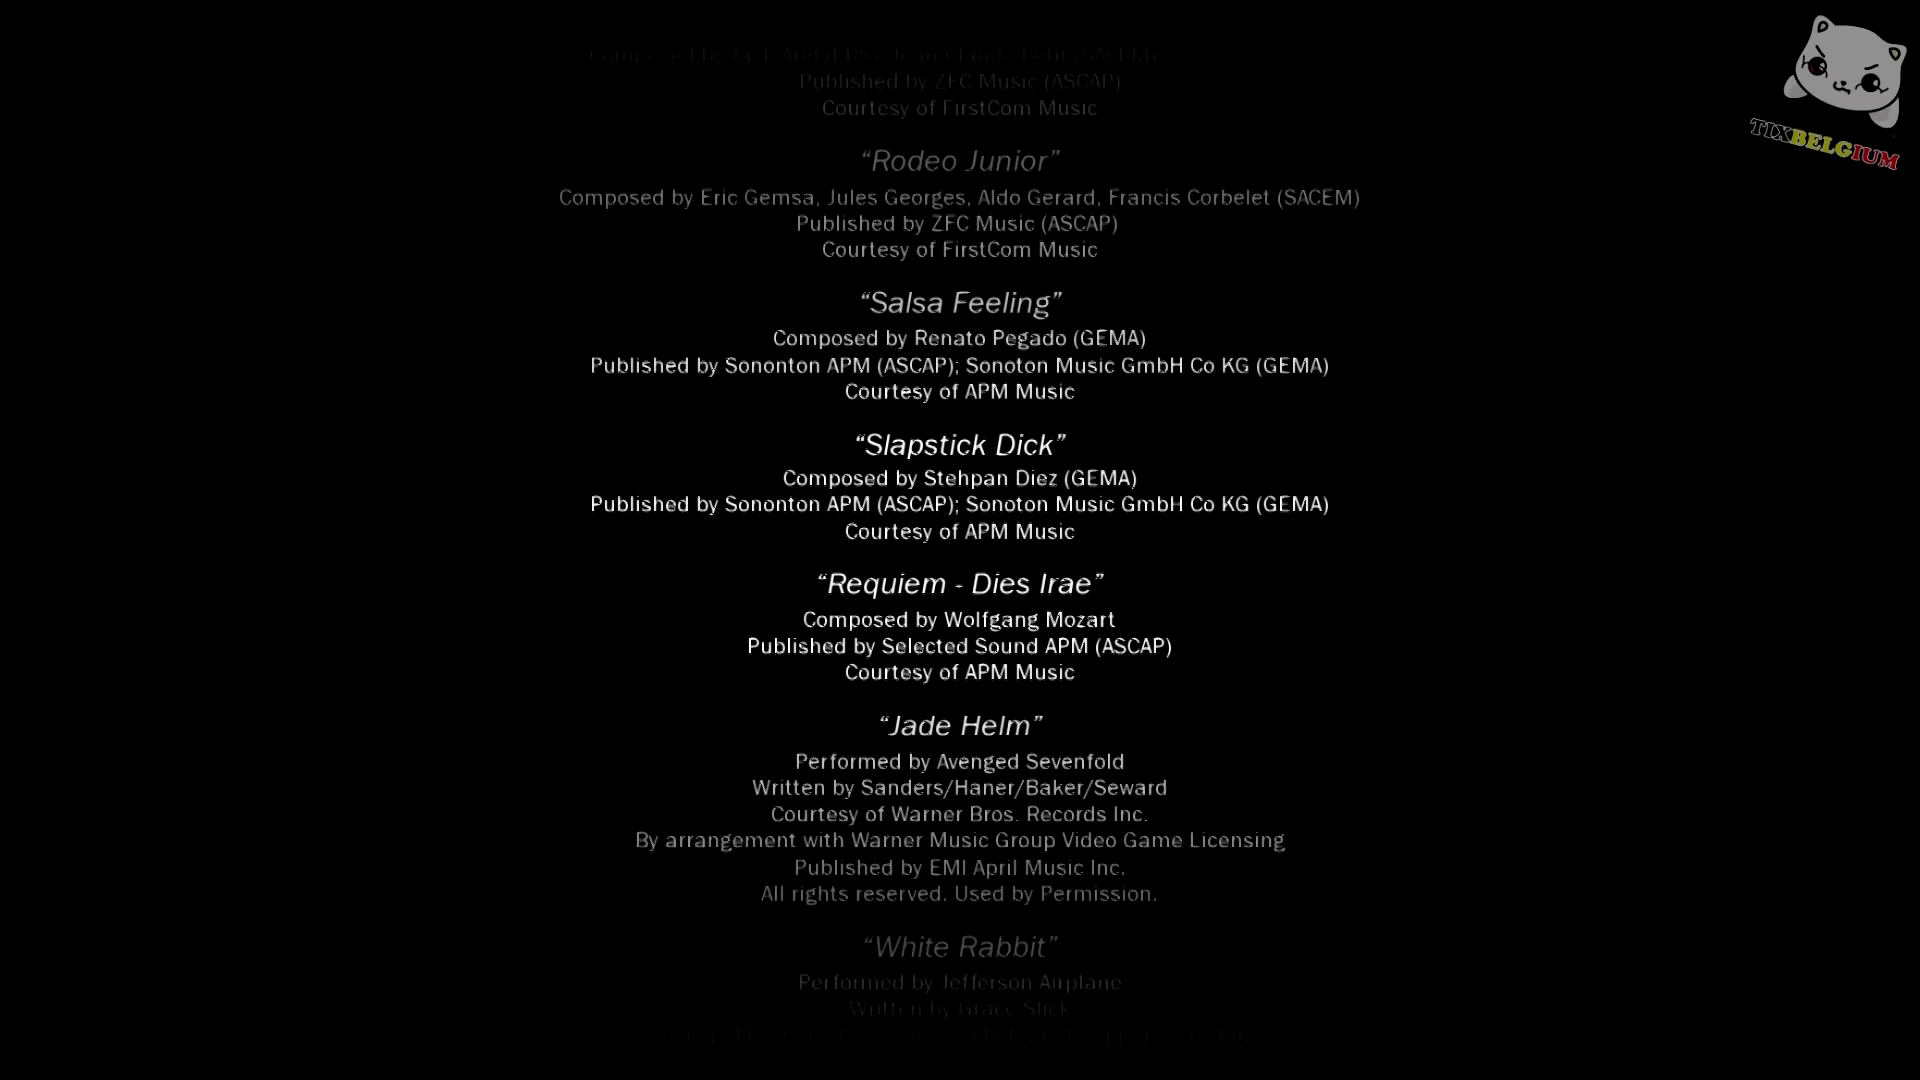 Published by ZFC Music (ASCAP)
Courtesy of FirstCom Music
“Rodeo Junior”
Composed by Eric Gemsa, Jules Georges, Aldo Gerard, Francis Corbelet (SACEM)
Published by ZFC Music (ASCAP)
Courtesy of FirstCom Music
“Salsa Feeling”
Composed by Renato Pegado (GEMA)
Published by Sononton APM (ASCAP); Sonoton Music GmbH Co KG (GEMA)
Courtesy of APM Music
“Slapstick Dick”
Composed by Stehpan Diez (GEMA)
Published by Sononton APM (ASCAP); Sonoton Music GmbH Co KG (GEMA)
Courtesy of APM Music
“Requiem - Dies Irae”
Composed by Wolfgang Mozart
Published by Selected Sound APM (ASCAP)
Courtesy of APM Music
“Jade Helm”
Performed by Avenged Sevenfold
Written by Sanders/Haner/Baker/Seward
Courtesy of Warner Bros. Records Inc.
By arrangement with Warner Music Group Video Game Licensing
Published by EMI April Music Inc.
All rights reserved. Used by Permission.
“White Rabbit”
Performed by Jefferson Airplane
Written by Grace Slick
TIXBELGIUM